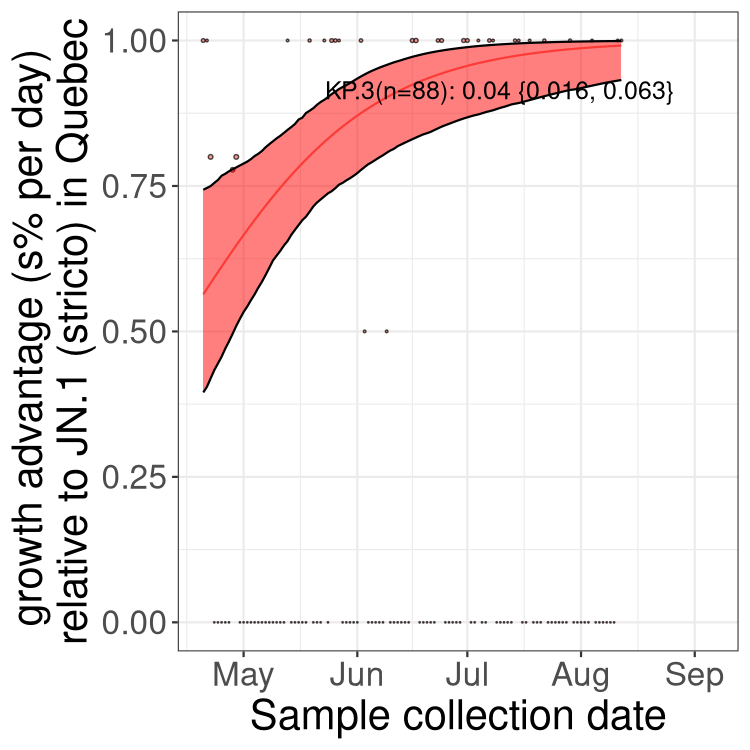 growth advantage (s% per day)
relative to JN.1 (stricto) in Quebec
1.00
0.75
0.50
0.25
0.00
KP.3(n=88): 0.04 {0.016, 0.063}
May Jun Jul Aug Sep
Sample collection date